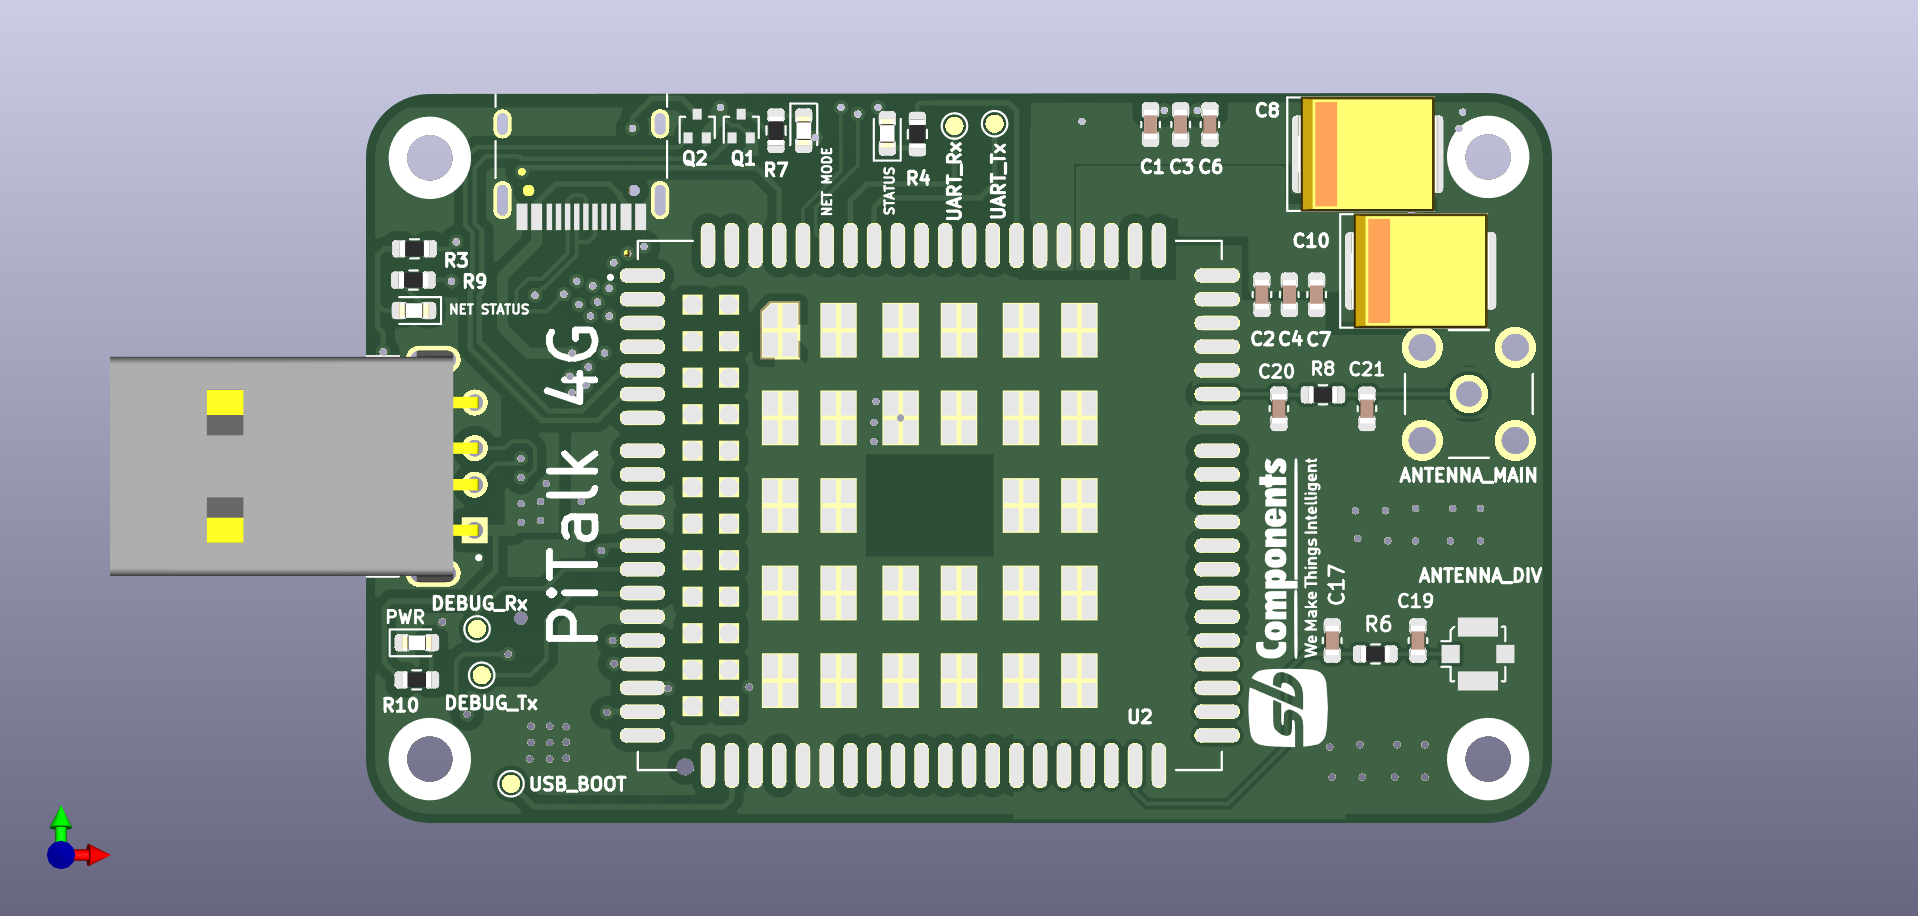 C8
Q2
Q1
R7
NET MODE
STATUS
R4
UART_Rx
UART_Tx
C1
C3
C6
C10
R3
R9
NET STATUS
C2
C4
C7
C20
R8
C21
PiTalk 4G
ANTENNA_MAIN
Components
We Make Things Intelligent
sb
C17
ANTENNA_DIV
C19
R6
DEBUG_Rx
PWR
R10
DEBUG_Tx
U2
USB_BOOT